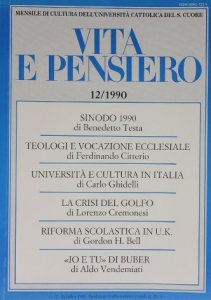 MENSILE DI CULTURA DELL'UNIVERSITÀ CATTOLICA DEL S. CUORE
VITA
E PENSIERO
12/1990
SINODO 1990
di Benedetto Testa
TEOLOGI E VOCAZIONE ECCLESIALE
di Ferdinando Citterio
UNIVERSITÀ E CULTURA IN ITALIA
di Carlo Ghidelli
LA CRISI DEL GOLFO
di Lorenzo Cremonesi
RIFORMA SCOLASTICA IN U.K.
di Gordon H. Bell
«IO E TU» DI BUBER
di Aldo Vendemiati